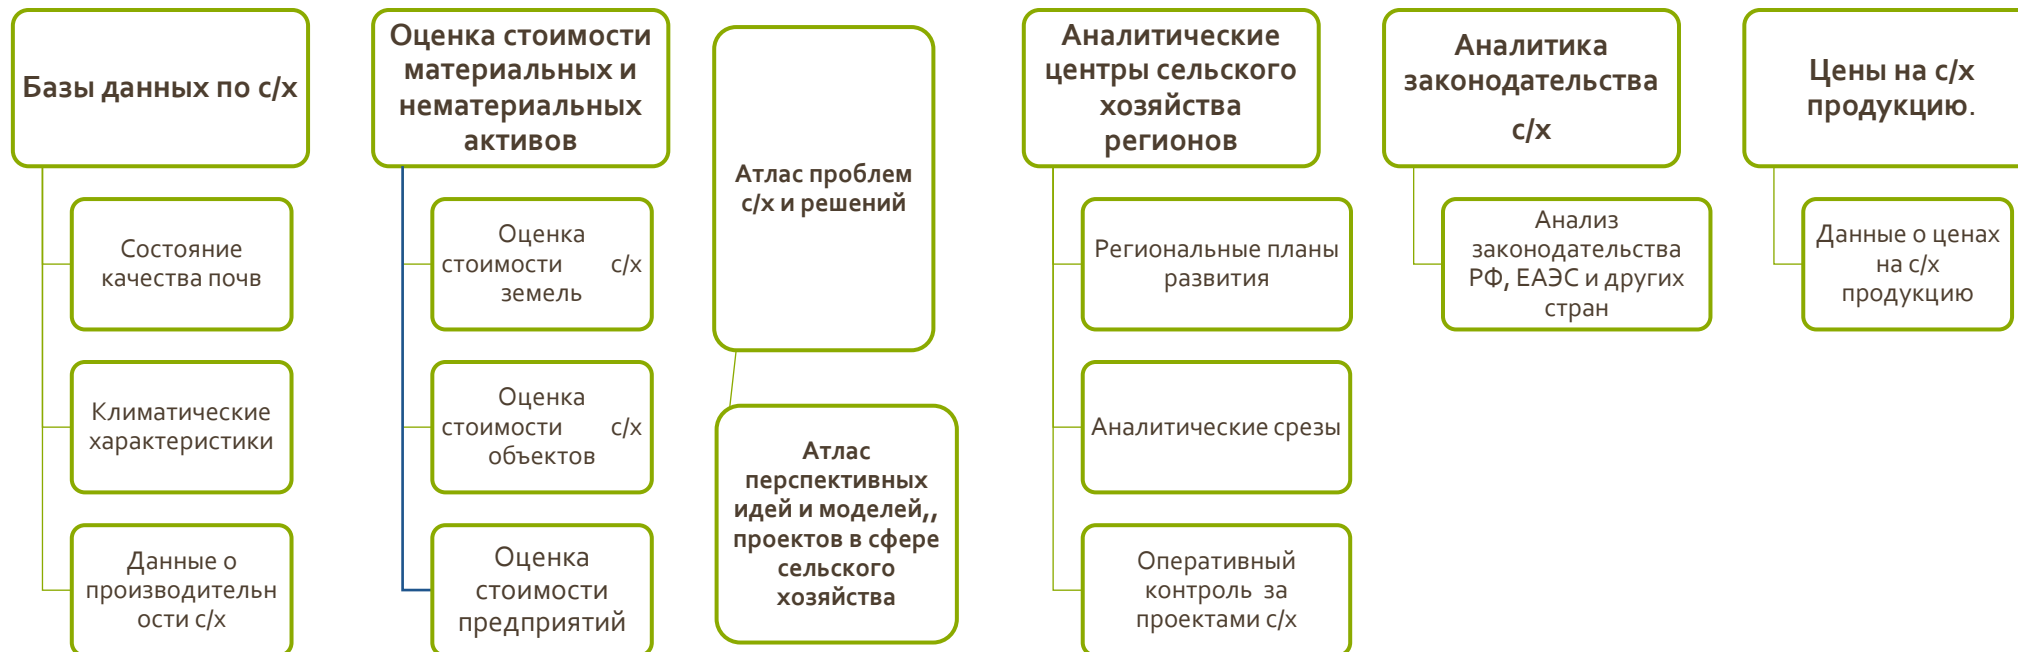 Базы данных по с/х
Состояние
качества почв
Климатические
характеристики
Данные о
производительн
ости с/х
Оценка стоимости
материальных и
нематериальных
активов
Оценка
стоимости с/х
земель
Оценка
стоимости с/х
объектов
Оценка
стоимости
предприятий
Атлас проблем
с/х и решений
Атлас
перспективных
идей и моделей,,
проектов в сфере
сельского
хозяйства
Аналитические
центры сельского
хозяйства
регионов
Региональные планы
развития
Аналитические срезы
Оперативный
контроль за
проектами с/х
Аналитика
законодательства
с/х
Анализ
законодательства
РФ, ЕАЭС и других
стран
Цены на с/х
продукцию.
Данные о ценах
на с/х
продукцию